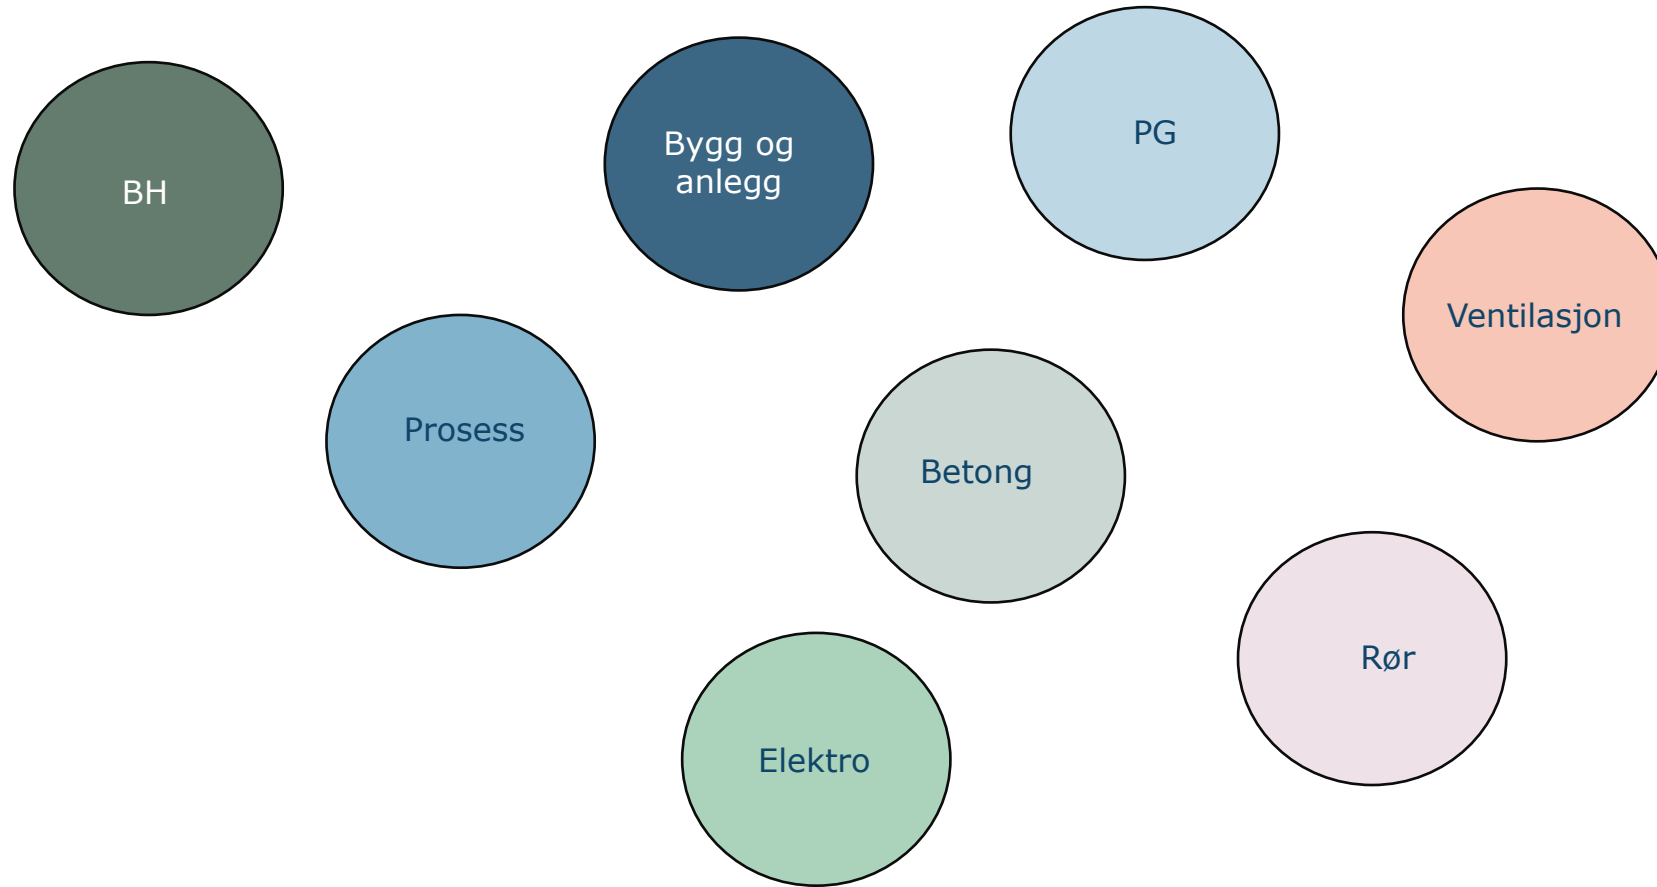 BH
Bygg og
anlegg
PG
Ventilasjon
Prosess
Betong
Rør
Elektro